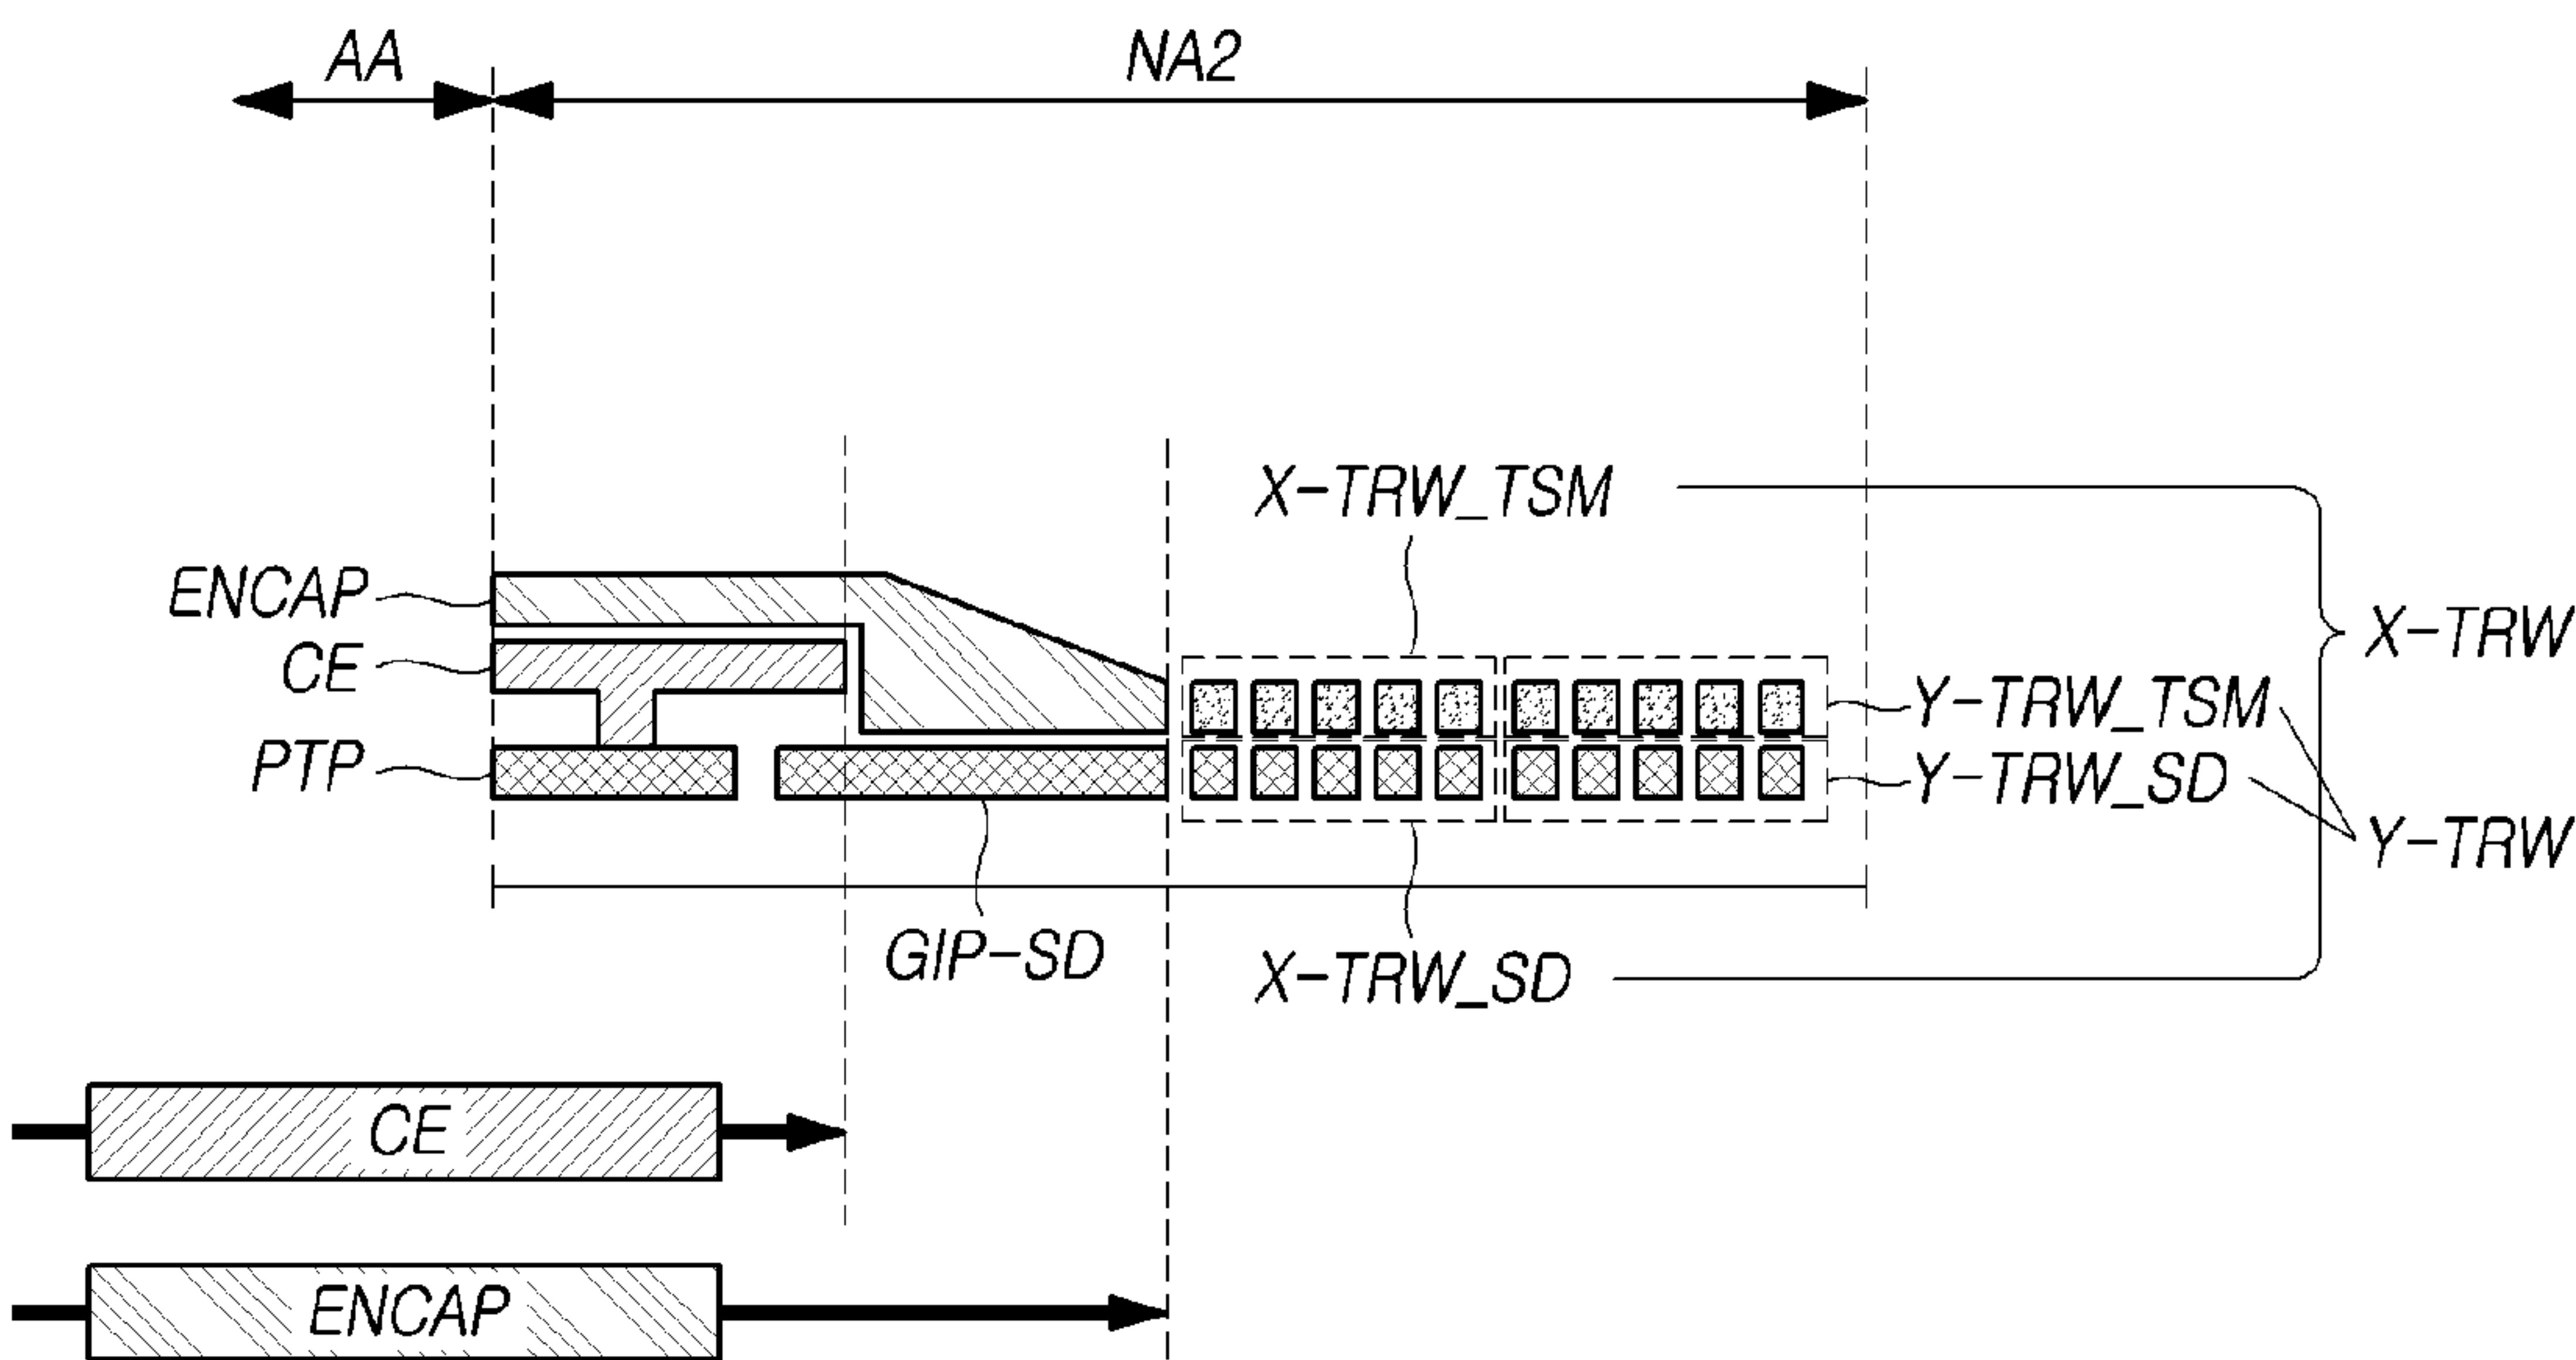 AA
NA2
X-TRW_TSM
ENCAP
CE
X-TRW
Y-TRW_TSM
PTP
Y-TRW_SD
Y-TRW
GIP-SD
X-TRW_SD
CE
ENCAP